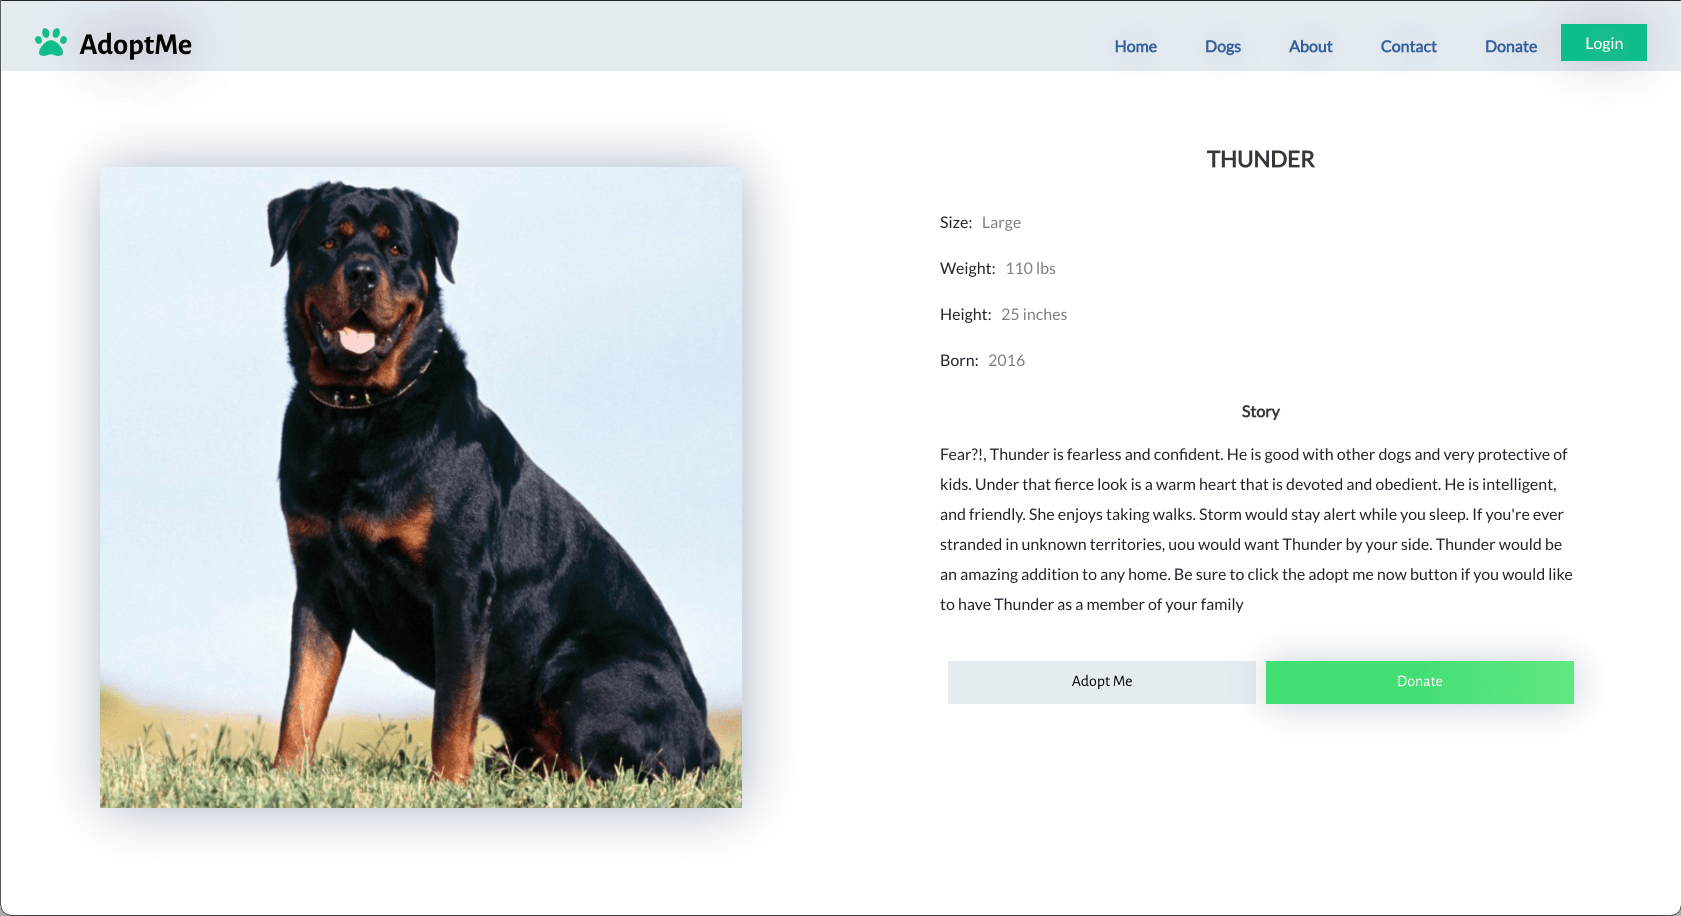 AdoptMe
Home Dogs About Contact Donate Login
THUNDER
Size: Large
Weight: 110 lbs
Height: 25 inches
Born: 2016
Story
Fear?!, Thunder is fearless and confident. He is good with other dogs and very protective of
kids. Under that fierce look is a warm heart that is devoted and obedient. He is intelligent,
and friendly. She enjoys taking walks. Storm would stay alert while you sleep. If you're ever
stranded in unknown territories, uou would want Thunder by your side. Thunder would be
an amazing addition to any home. Be sure to click the adopt me now button if you would like
to have Thunder as a member of your family
Adopt Me Donate